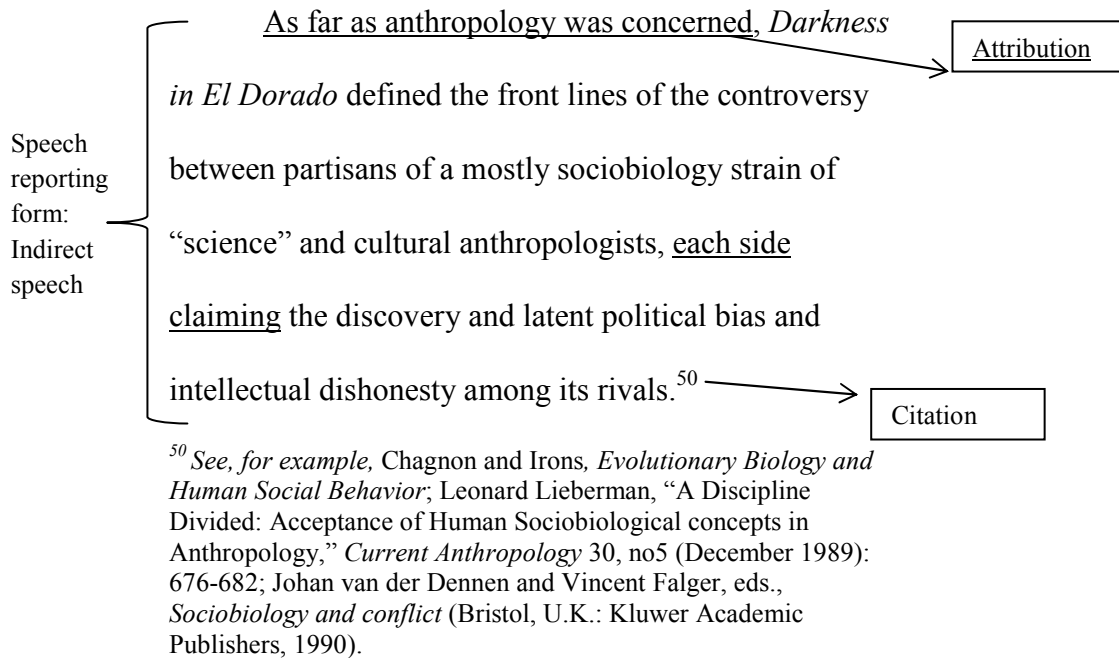 As far as anthropology was concerned, Darkness
Attribution
in El Dorado defined the front lines of the controversy
Speech
reporting
form:
Indirect
speech
between partisans of a mostly sociobiology strain of
“science” and cultural anthropologists, each side
claiming the discovery and latent political bias and
intellectual dishonesty among its rivals.50
Citation
50 See, for example, Chagnon and Irons, Evolutionary Biology and
Human Social Behavior; Leonard Lieberman, “A Discipline
Divided: Acceptance of Human Sociobiological concepts in
Anthropology,” Current Anthropology 30, no5 (December 1989):
676-682; Johan van der Dennen and Vincent Falger, eds.,
Sociobiology and conflict (Bristol, U.K.: Kluwer Academic
Publishers, 1990).